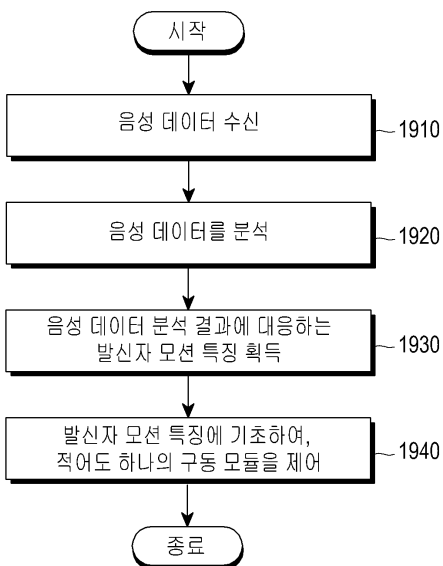 시작
음성 데이터 수신
1910
음성 데이터를 분석
1920
음성 데이터 분석 결과에 대응하는
발신자 모션 특징 획득
1930
발신자 모션 특징에 기초하여,
적어도 하나의 구동 모듈을 제어
1940
종료